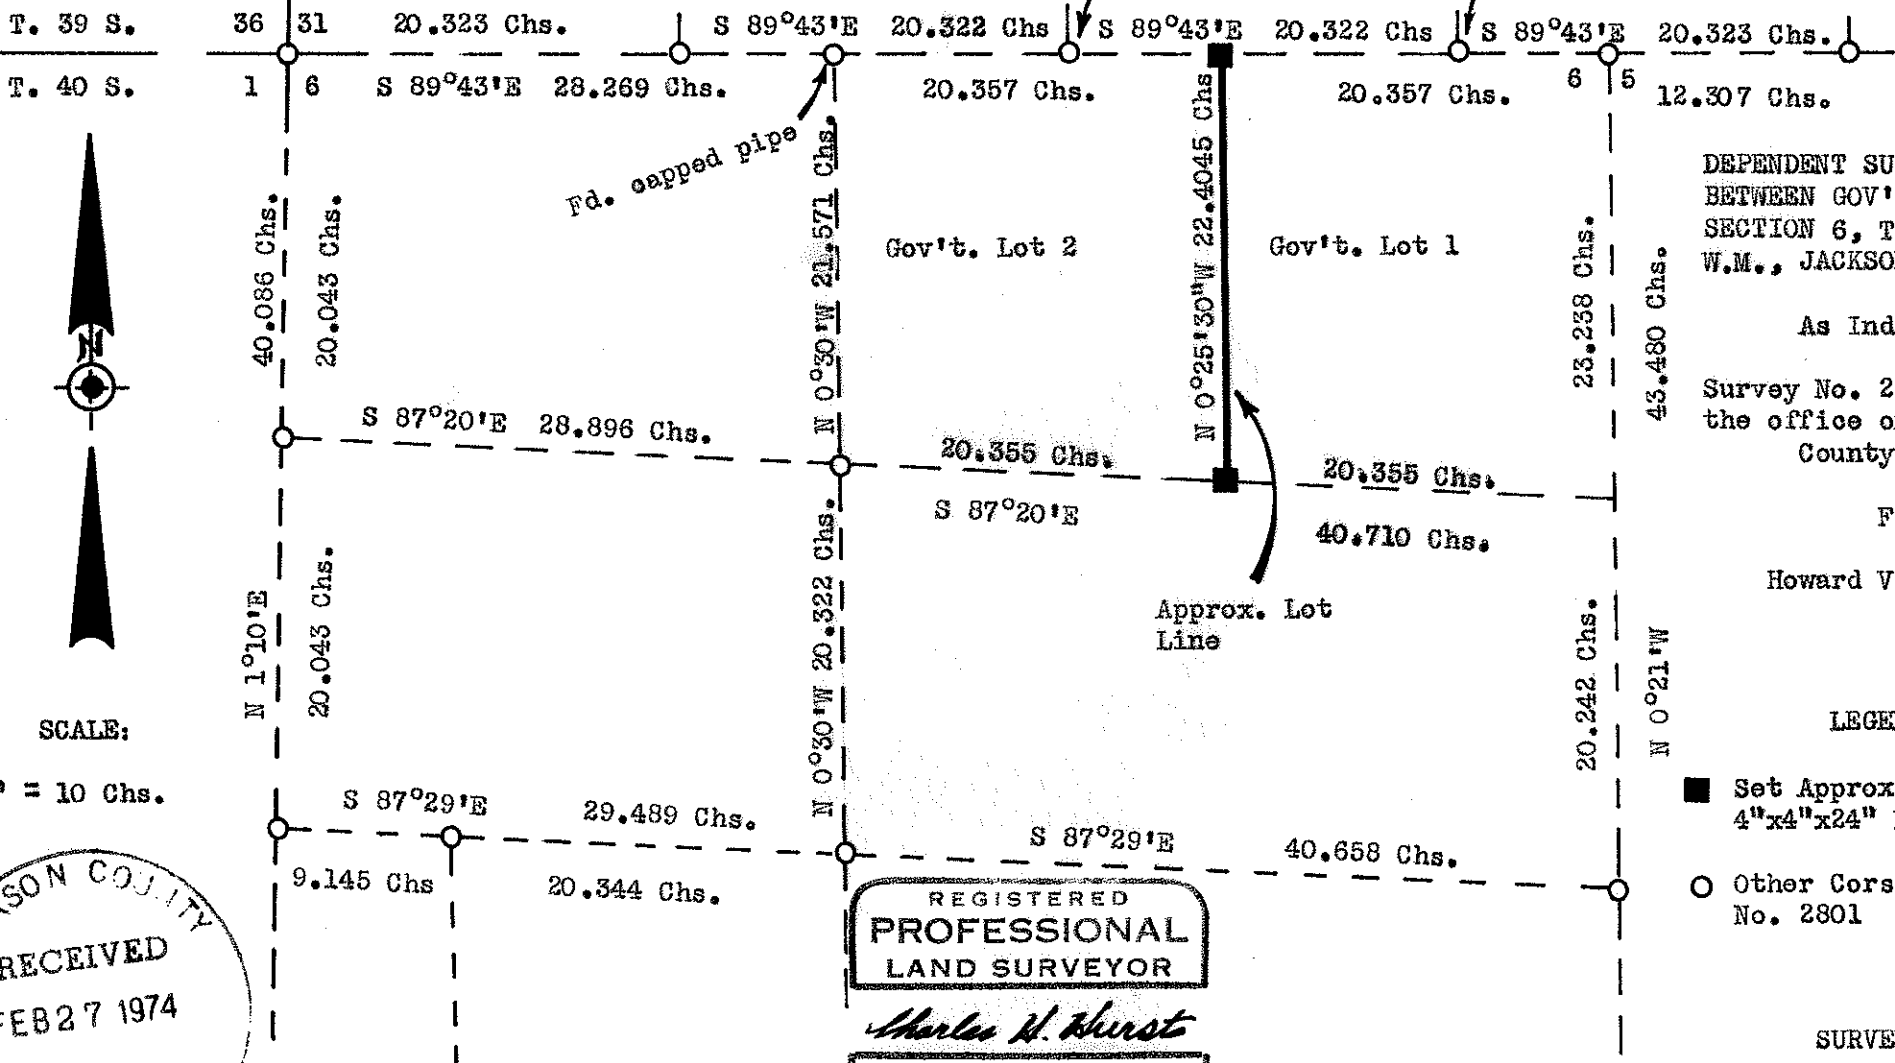 T. 39 S.
36 31 20.323 Chs. S 89°43'E 20.322 Chs S 89°43'E 20.322 Chs S 89°43'E 20.323 Chs.
T. 40 S.
1 6 S 89°43'E 28.269 Chs. 20.357 Chs. 20.357 Chs. 6 5 12.307 Chs.
Fd. capped pipe
40.086 Chs.
20.043 Chs.
N 0°30'W 21.571 Chs.
Gov't. Lot 2
N 0°25'30"W 22.4045 Chs
Gov't. Lot 1
23.238 Chs.
43.480 Chs.
DEPENDENT SU
BETWEEN GOV'
SECTION 6, T
W.M., JACKSO
As Ind
Survey No. 2
the office o
County
F
Howard V
N
S 87°20'E 28.896 Chs.
20.355 Chs.
20.355 Chs.
S 87°20'E
40.710 Chs.
Approx. Lot
Line
N 1°10'E
20.043 Chs.
N 0°30'W 20.322 Chs.
20.242 Chs.
N 0°21'W
SCALE:
= 10 Chs.
LEGE
Set Approx
4"x4"x24"
Other Cors
No. 2801
S 87°29'E 29.489 Chs.
S 87°29'E 40.658 Chs.
9.145 Chs 20.344 Chs.
SON COUNTY
RECEIVED
FEB 27 1974
REGISTERED
PROFESSIONAL
LAND SURVEYOR
Charles H. Hurst
SURVE